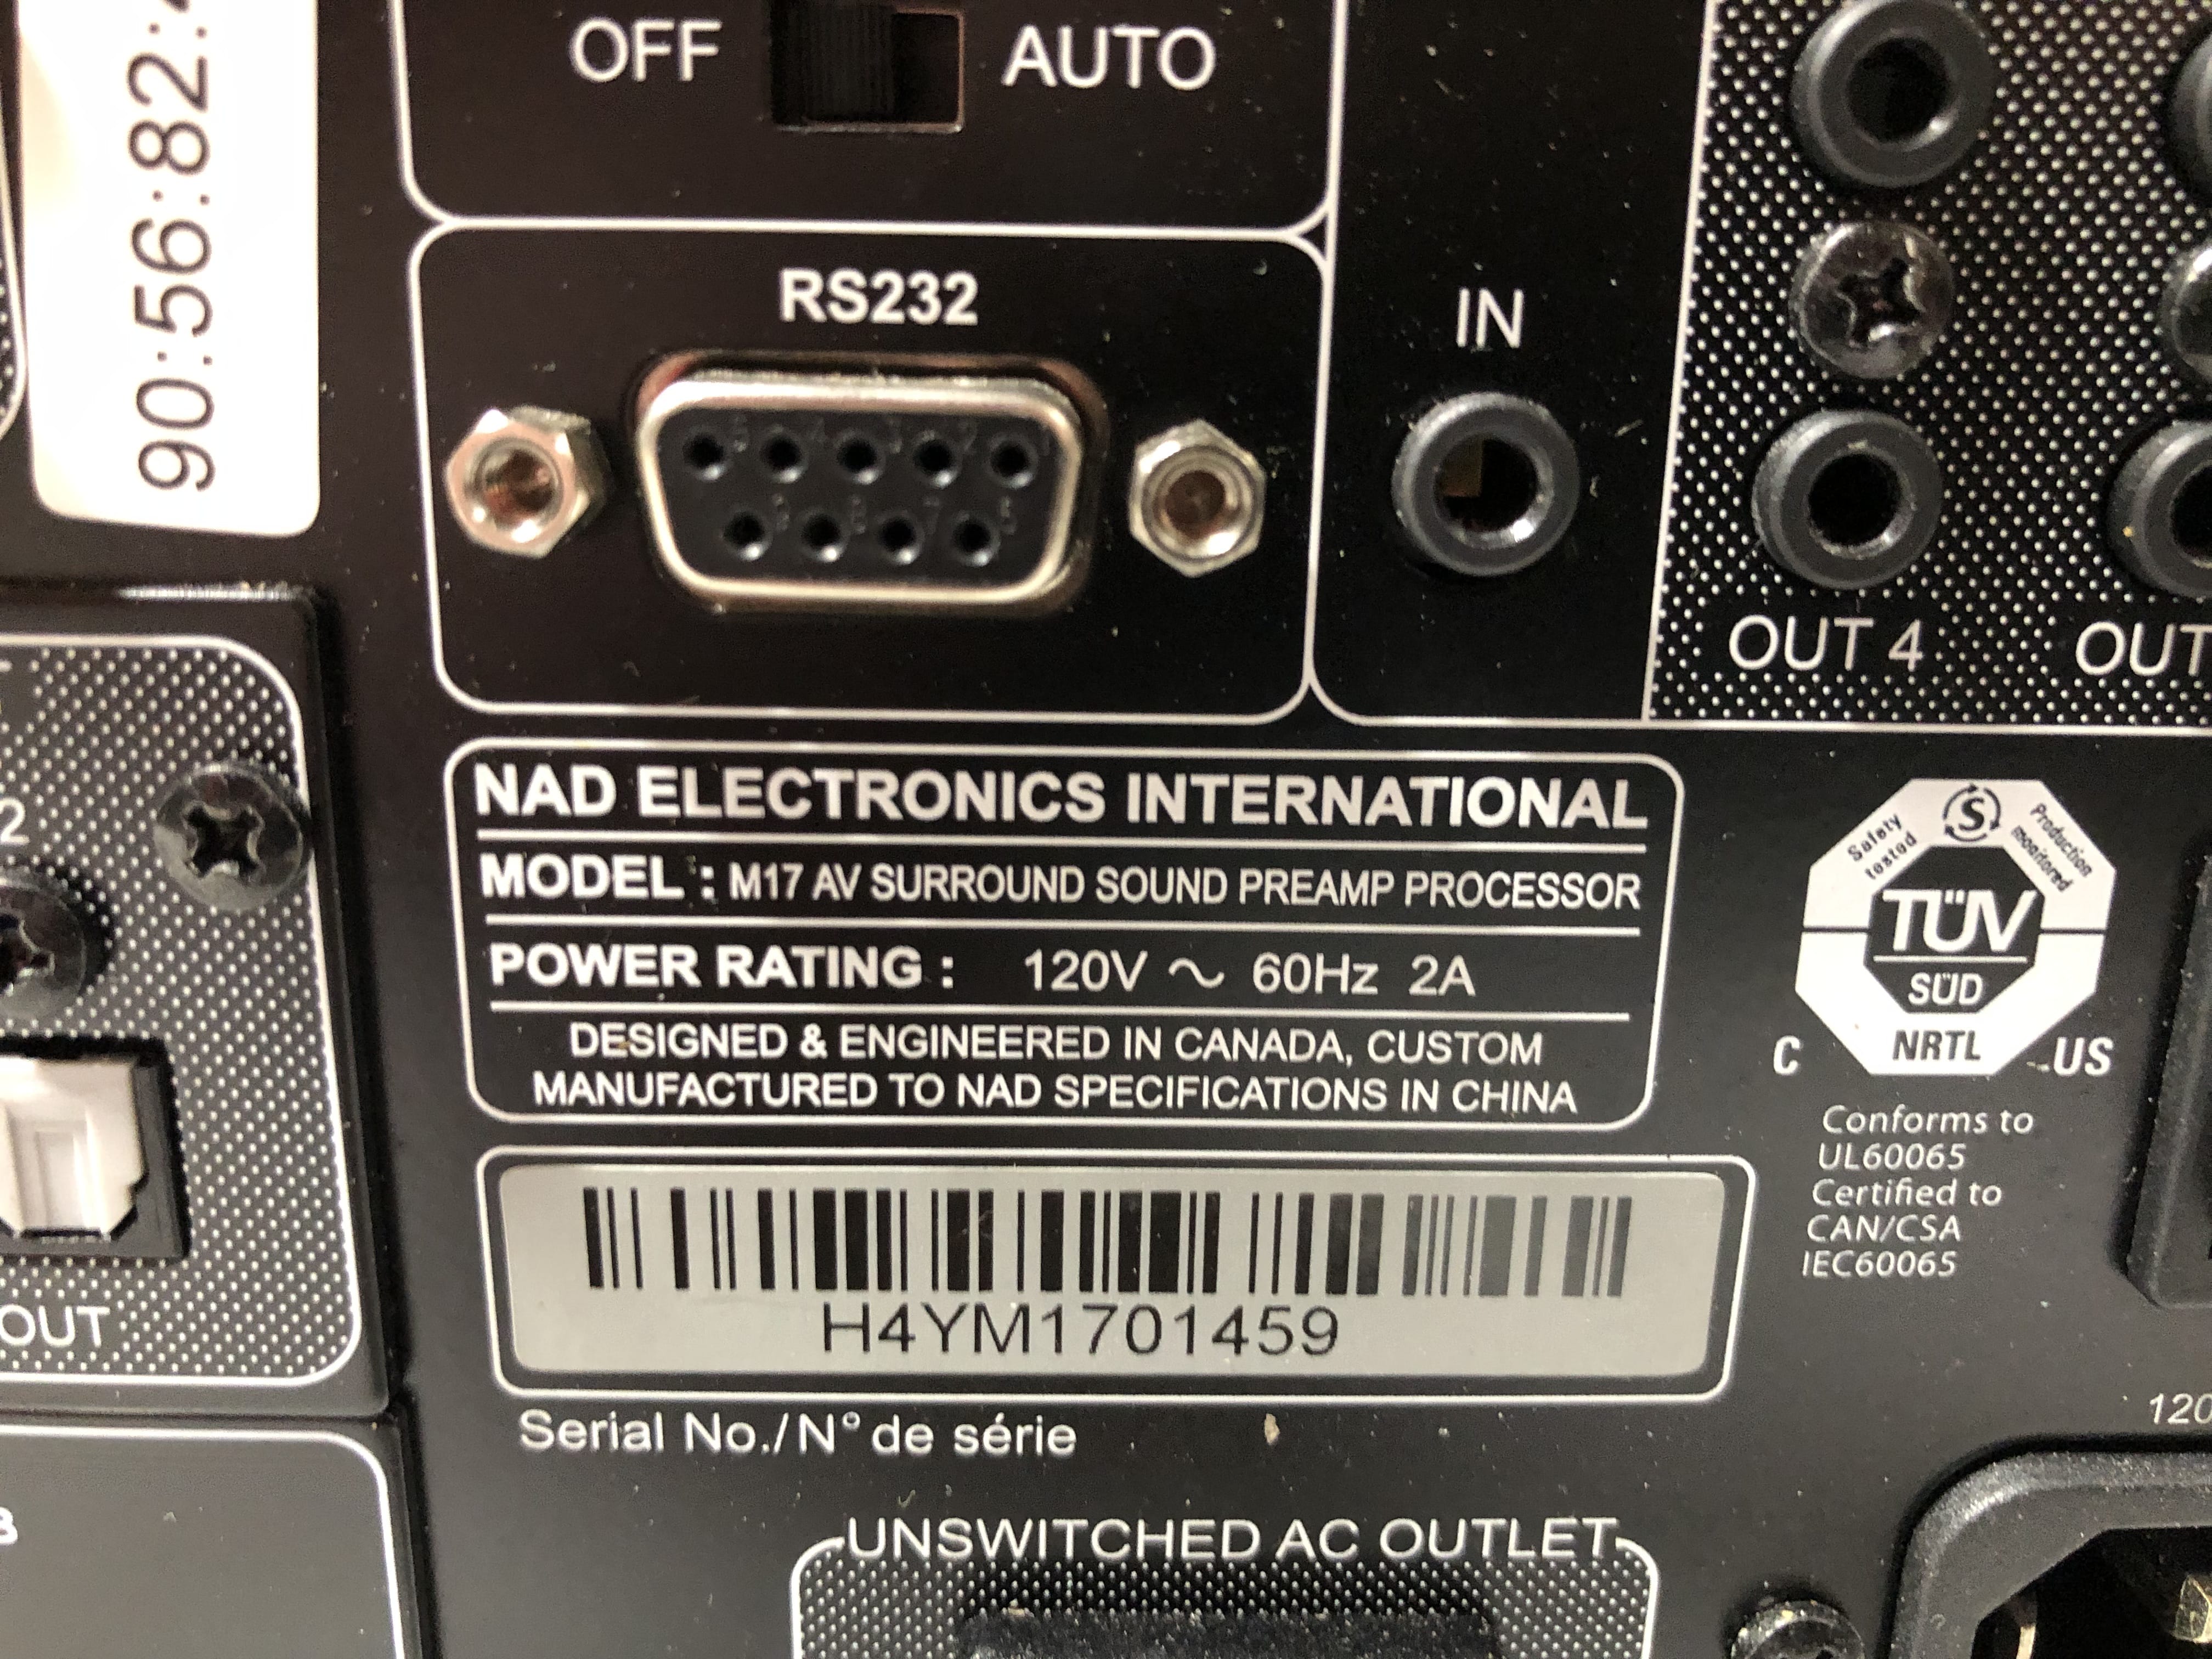 OFF AUTO
90:56:82:
RS232
IN
OUT 4
OUT
2
NAD ELECTRONICS INTERNATIONAL
MODEL : M17 AV SURROUND SOUND PREAMP PROCESSOR
POWER RATING : 120V ~ 60Hz 2A
DESIGNED & ENGINEERED IN CANADA, CUSTOM
MANUFACTURED TO NAD SPECIFICATIONS IN CHINA
Safety
tested
S
Production
monitored
TÜV
SÜD
NRTL
C US
Conforms to
UL60065
Certified to
CAN/CSA
IEC60065
H4YM1701459
OUT
Serial No./N° de série
120
UNSWITCHED AC OUTLET